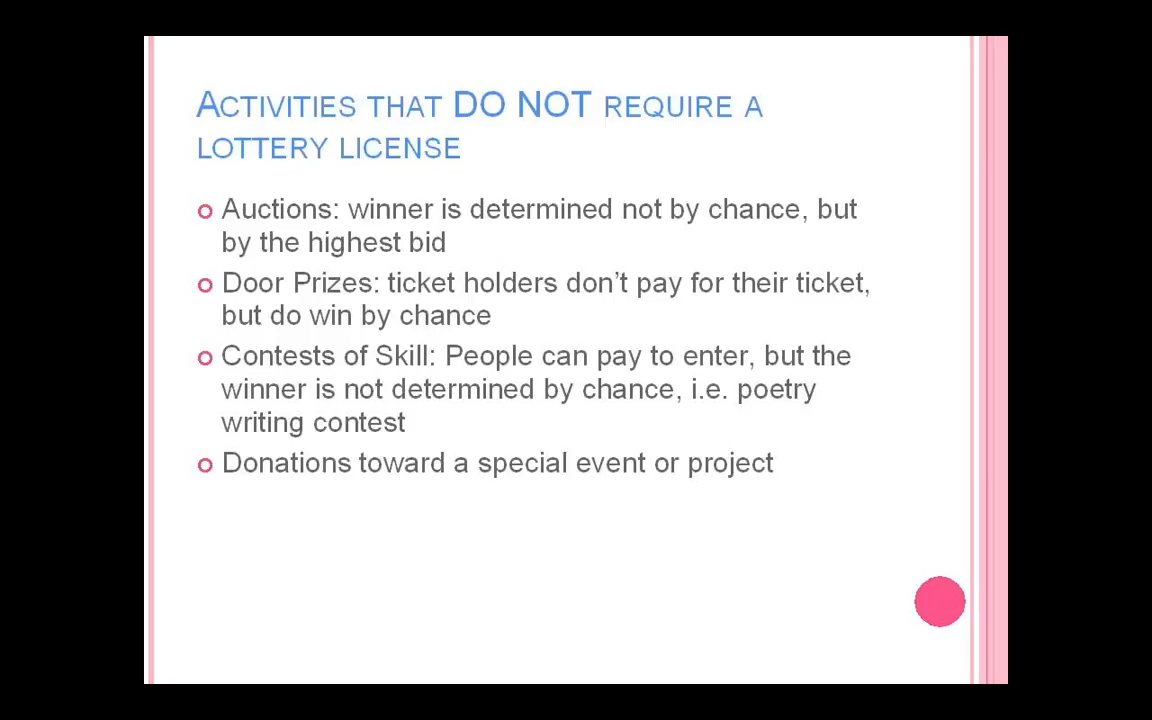 Activities that DO NOT require a
lottery license
Auctions: winner is determined not by chance, but
by the highest bid
Door Prizes: ticket holders don't pay for their ticket,
but do win by chance
Contests of Skill: People can pay to enter, but the
winner is not determined by chance, i.e. poetry
writing contest
Donations toward a special event or project